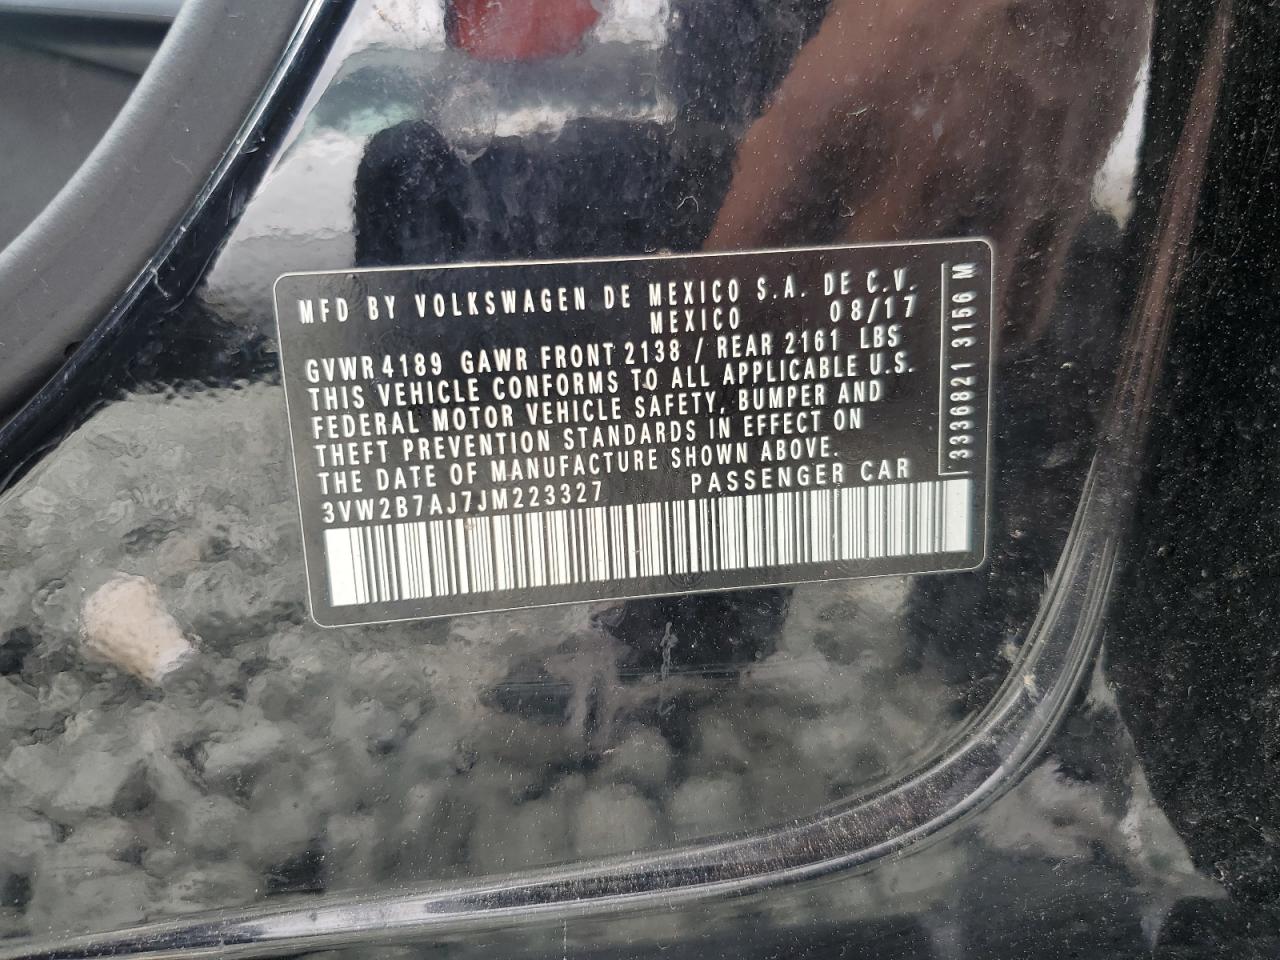 MFD BY VOLKSWAGEN DE MEXICO S.A. DE C.V.
MEXICO 08/17
GVWR 4189 GAWR FRONT 2138 / REAR 2161 LBS
THIS VEHICLE CONFORMS TO ALL APPLICABLE U.S.
FEDERAL MOTOR VEHICLE SAFETY, BUMPER AND
THEFT PREVENTION STANDARDS IN EFFECT ON
THE DATE OF MANUFACTURE SHOWN ABOVE.
3VW2B7AJ7JM223327 PASSENGER CAR
3336821 3156 M